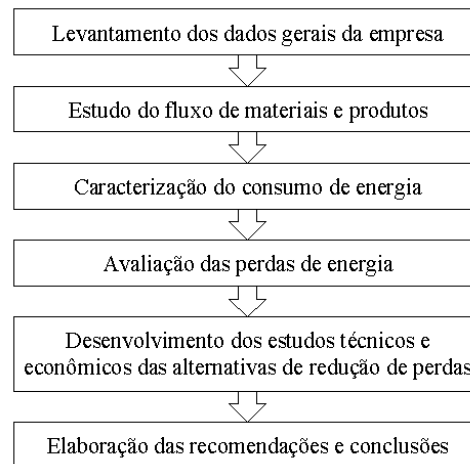 Levantamento dos dados gerais da empresa
Estudo do fluxo de materiais e produtos
Caracterização do consumo de energia
Avaliação das perdas de energia
Desenvolvimento dos estudos técnicos e
econômicos das alternativas de redução de perdas
Elaboração das recomendações e conclusões